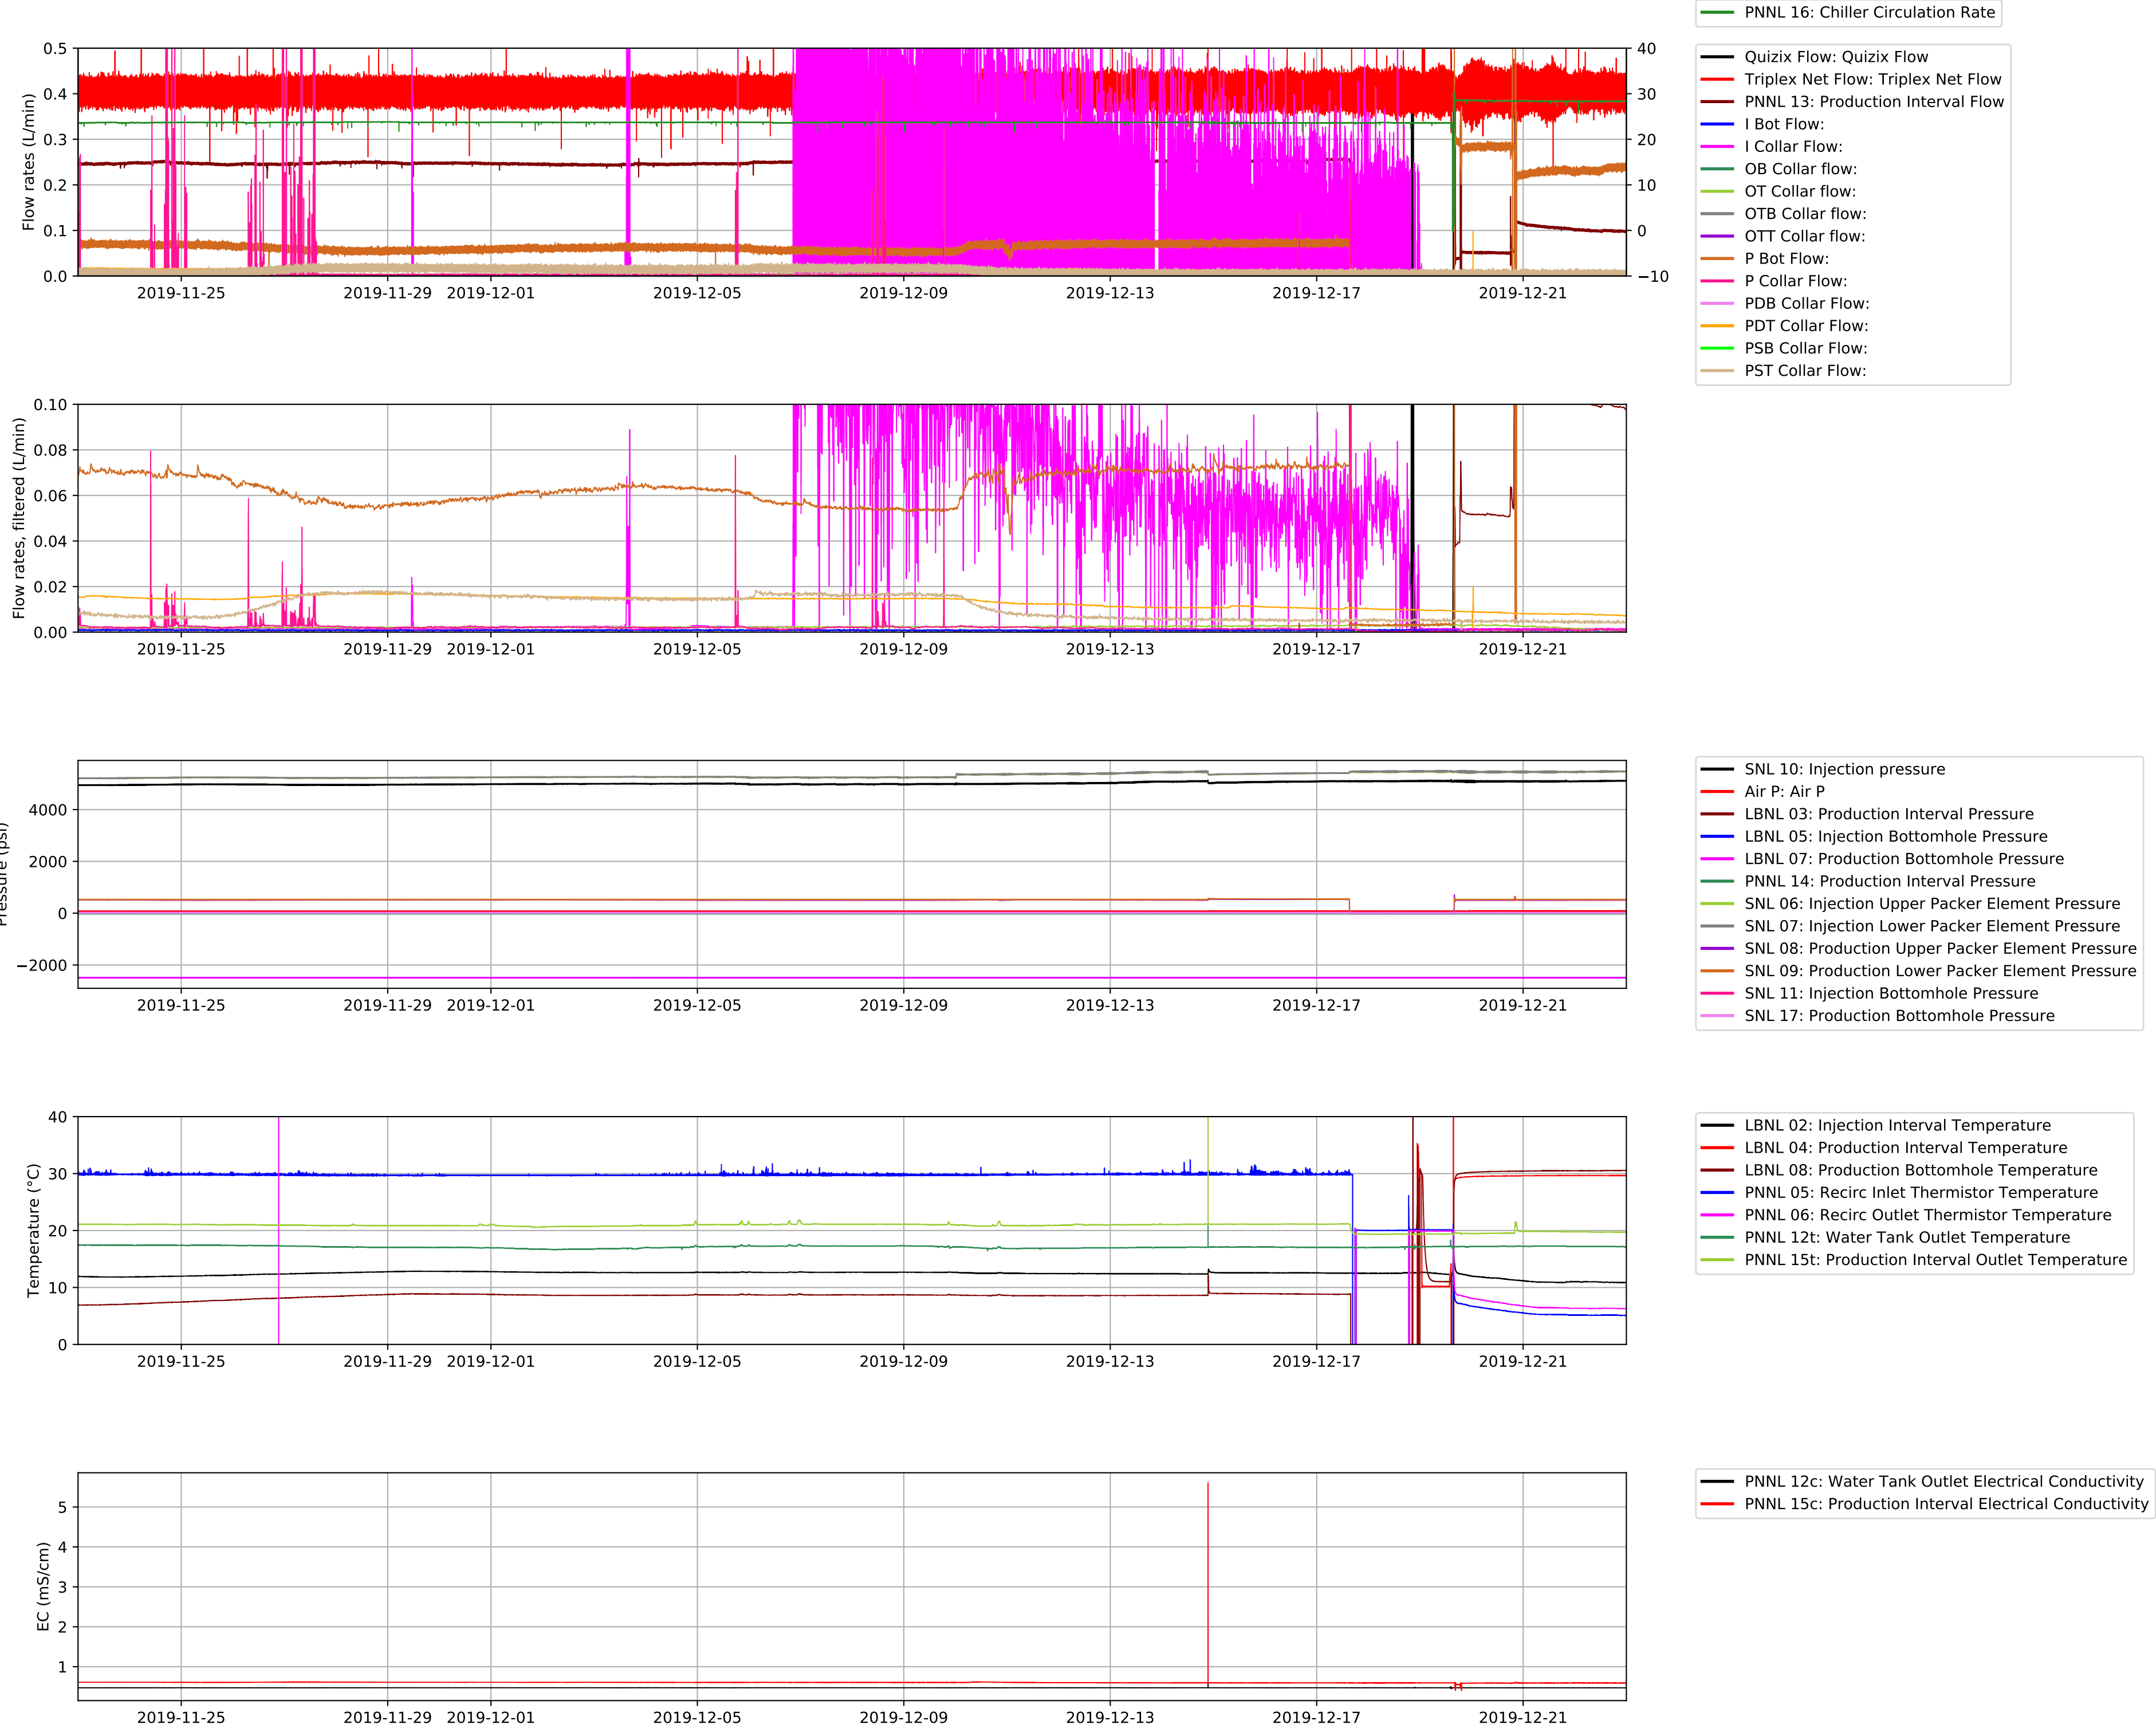 PNNL 16: Chiller Circulation Rate
0.5
0.4
0.3
0.2
0.1
0.0
Flow rates (L/min)
40
30
20
10
0
−10
2019-11-25 2019-11-29 2019-12-01 2019-12-05 2019-12-09 2019-12-13 2019-12-17 2019-12-21
Quizix Flow: Quizix Flow
Triplex Net Flow: Triplex Net Flow
PNNL 13: Production Interval Flow
I Bot Flow:
I Collar Flow:
OB Collar flow:
OT Collar flow:
OTB Collar flow:
OTT Collar flow:
P Bot Flow:
P Collar Flow:
PDB Collar Flow:
PDT Collar Flow:
PSB Collar Flow:
PST Collar Flow:
0.10
0.08
0.06
0.04
0.02
0.00
Flow rates, filtered (L/min)
2019-11-25 2019-11-29 2019-12-01 2019-12-05 2019-12-09 2019-12-13 2019-12-17 2019-12-21
4000
2000
0
−2000
Pressure (psi)
2019-11-25 2019-11-29 2019-12-01 2019-12-05 2019-12-09 2019-12-13 2019-12-17 2019-12-21
SNL 10: Injection pressure
Air P: Air P
LBNL 03: Production Interval Pressure
LBNL 05: Injection Bottomhole Pressure
LBNL 07: Production Bottomhole Pressure
PNNL 14: Production Interval Pressure
SNL 06: Injection Upper Packer Element Pressure
SNL 07: Injection Lower Packer Element Pressure
SNL 08: Production Upper Packer Element Pressure
SNL 09: Production Lower Packer Element Pressure
SNL 11: Injection Bottomhole Pressure
SNL 17: Production Bottomhole Pressure
40
30
20
10
0
Temperature (°C)
2019-11-25 2019-11-29 2019-12-01 2019-12-05 2019-12-09 2019-12-13 2019-12-17 2019-12-21
LBNL 02: Injection Interval Temperature
LBNL 04: Production Interval Temperature
LBNL 08: Production Bottomhole Temperature
PNNL 05: Recirc Inlet Thermistor Temperature
PNNL 06: Recirc Outlet Thermistor Temperature
PNNL 12t: Water Tank Outlet Temperature
PNNL 15t: Production Interval Outlet Temperature
5
4
3
2
1
EC (mS/cm)
2019-11-25 2019-11-29 2019-12-01 2019-12-05 2019-12-09 2019-12-13 2019-12-17 2019-12-21
PNNL 12c: Water Tank Outlet Electrical Conductivity
PNNL 15c: Production Interval Electrical Conductivity